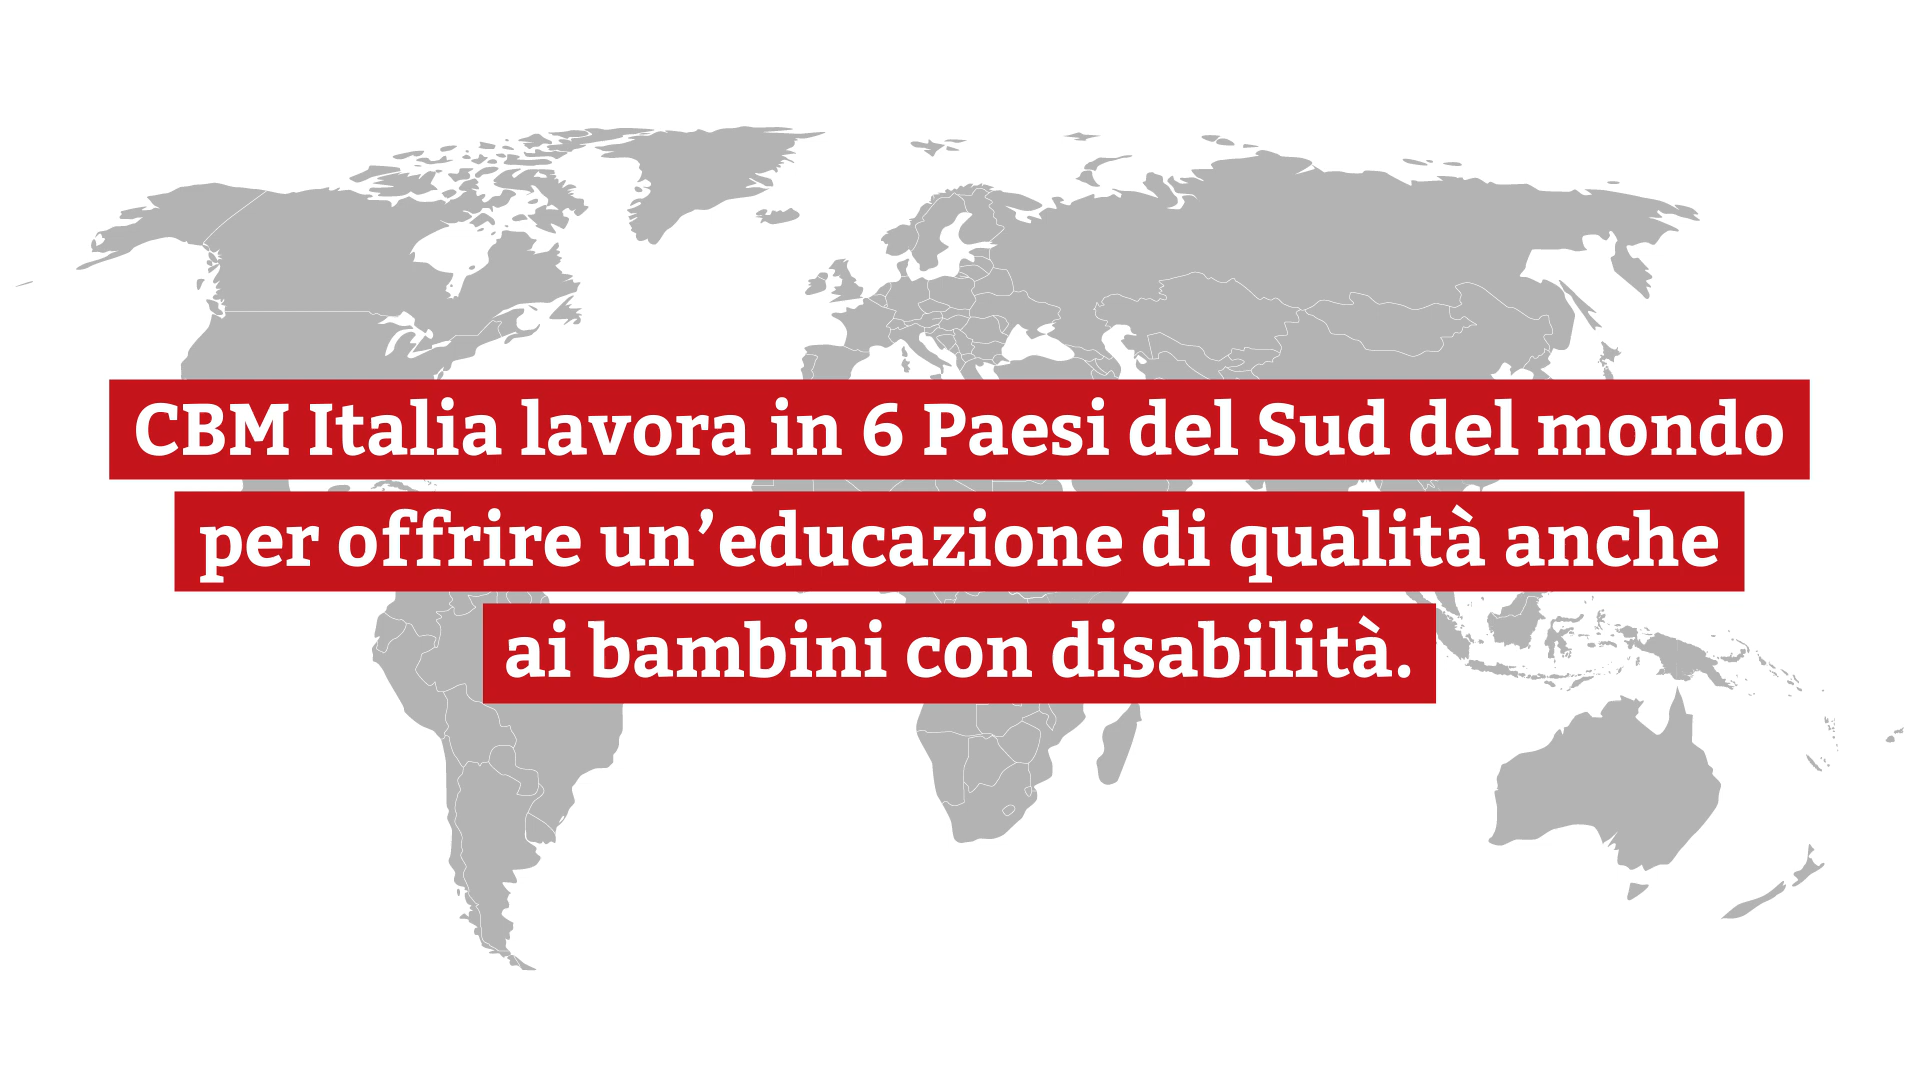 CBM Italia lavora in 6 Paesi del Sud del mondo
per offrire un’educazione di qualità anche
ai bambini con disabilità.